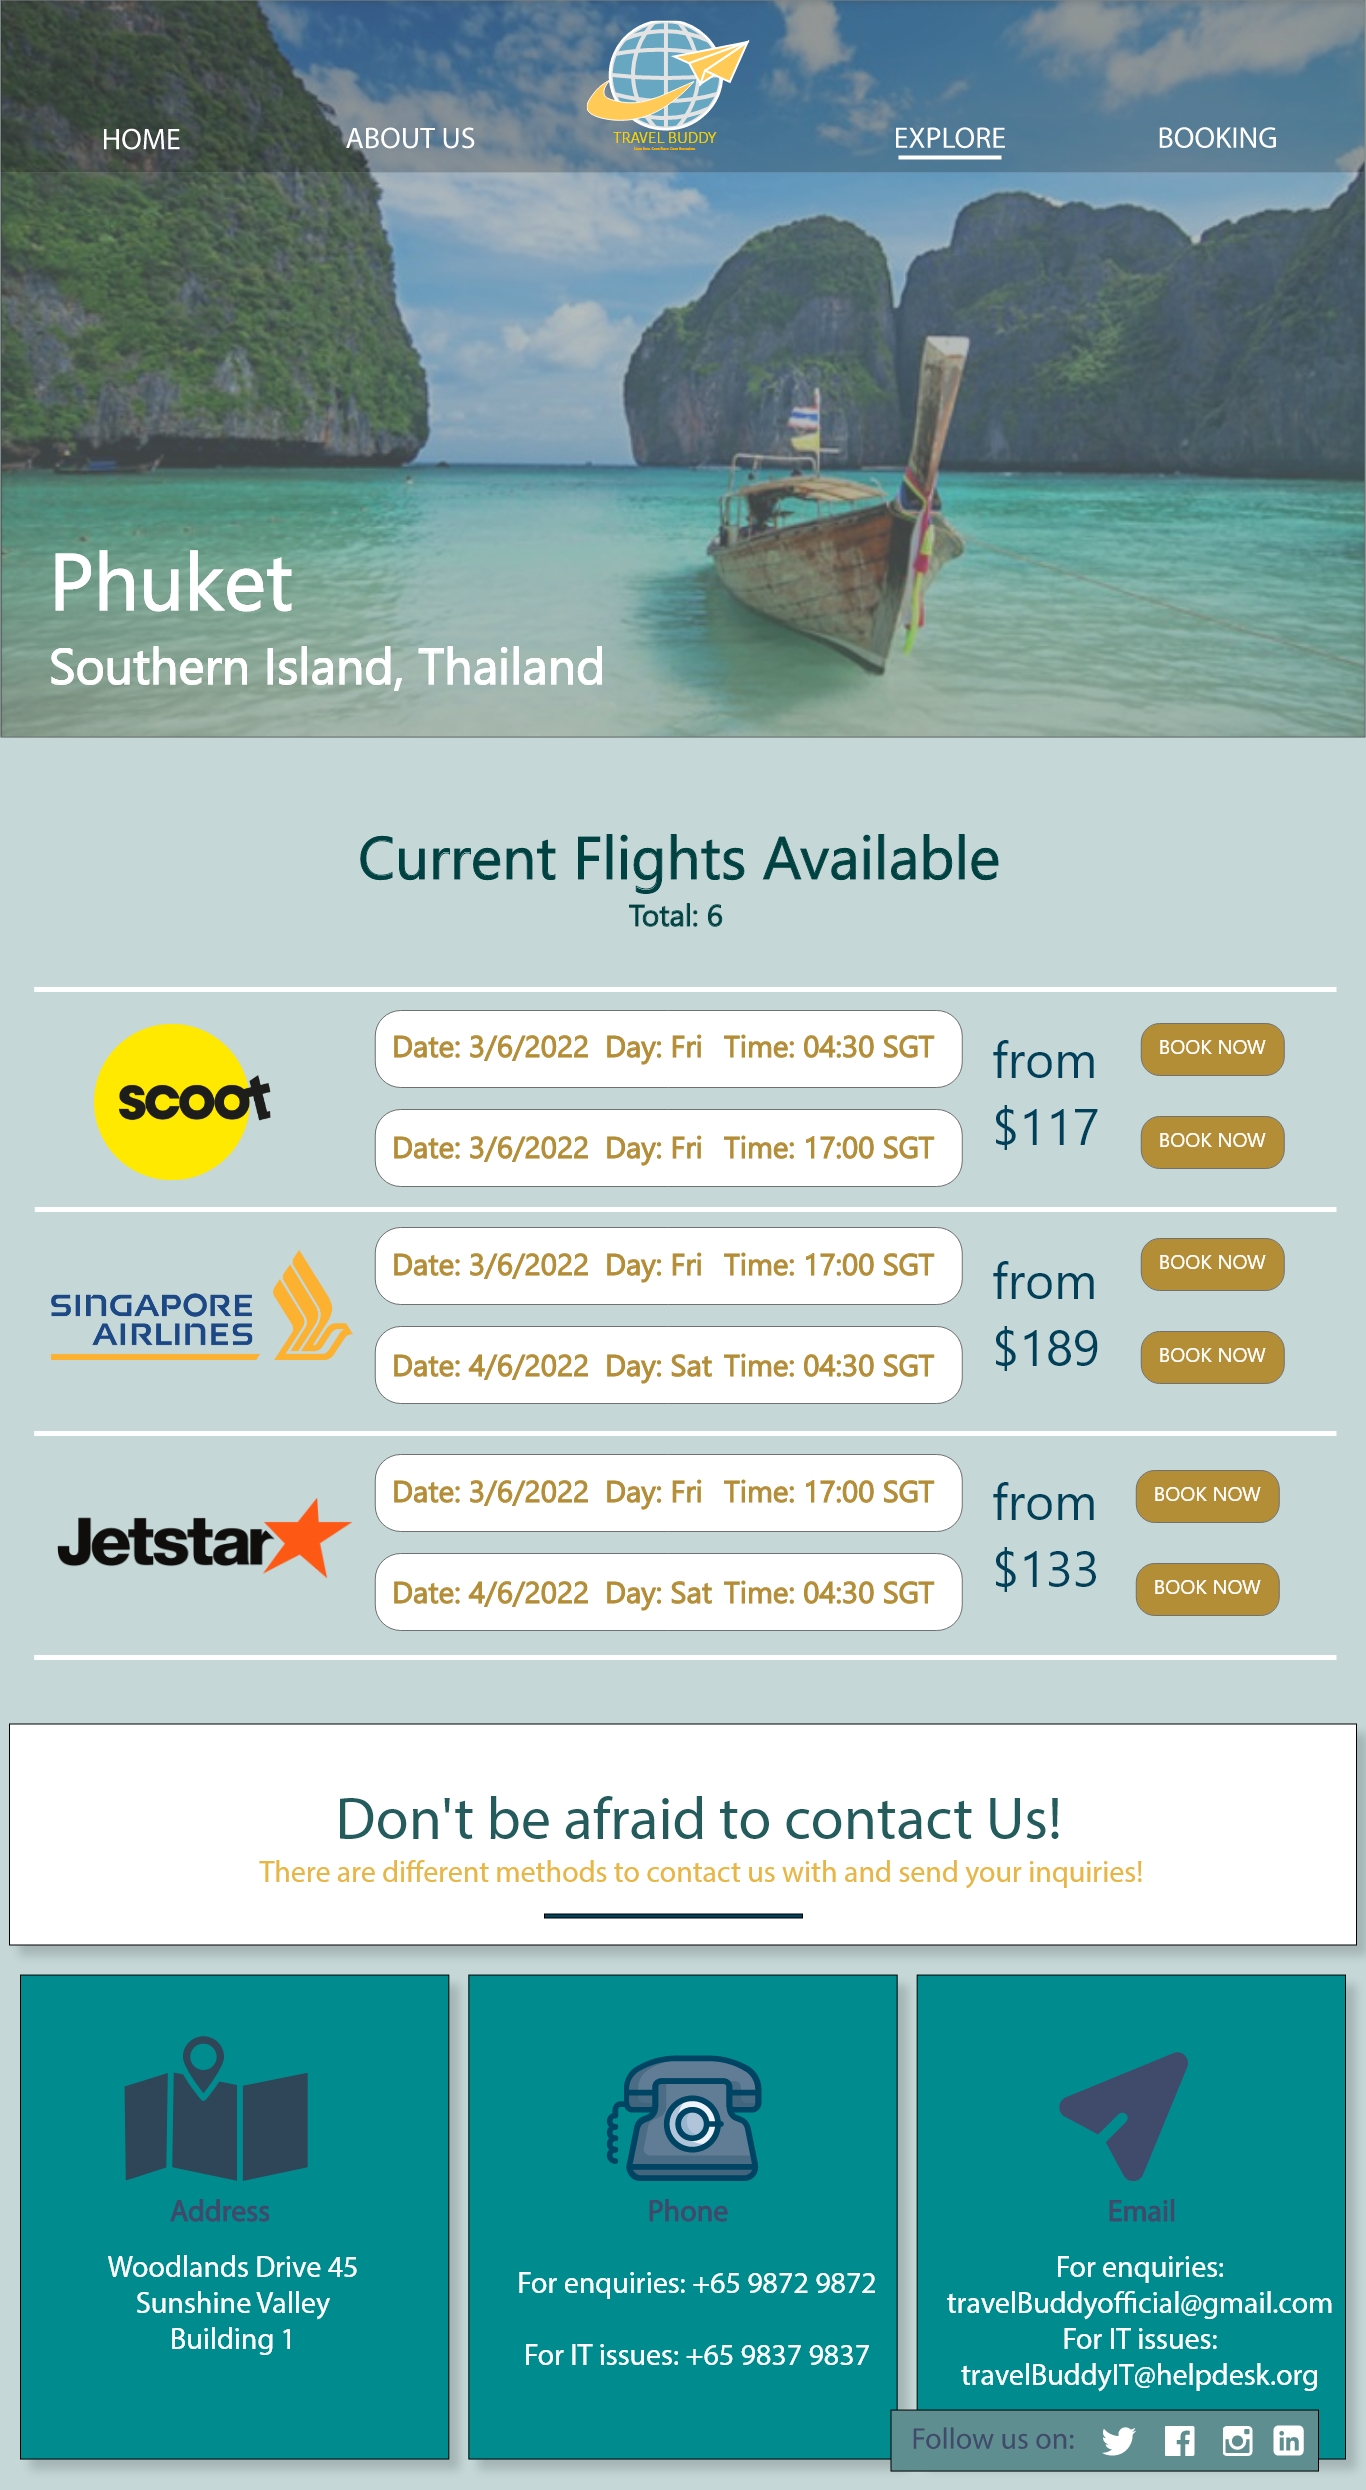 HOME
ABOUT US
TRAVEL BUDDY
EXPLORE
BOOKING
Phuket
Southern Island, Thailand
Current Flights Available
Total: 6
scoot
Date: 3/6/2022 Day: Fri Time: 04:30 SGT
Date: 3/6/2022 Day: Fri Time: 17:00 SGT
from
$117
BOOK NOW
BOOK NOW
SINGAPORE
AIRLINES
Date: 3/6/2022 Day: Fri Time: 17:00 SGT
Date: 4/6/2022 Day: Sat Time: 04:30 SGT
from
$189
BOOK NOW
BOOK NOW
Jetstar
Date: 3/6/2022 Day: Fri Time: 17:00 SGT
Date: 4/6/2022 Day: Sat Time: 04:30 SGT
from
$133
BOOK NOW
BOOK NOW
Don't be afraid to contact Us!
There are different methods to contact us with and send your inquiries!
Address
Woodlands Drive 45
Sunshine Valley
Building 1
Phone
For enquiries: +65 9872 9872
For IT issues: +65 9837 9837
Email
For enquiries:
travelBuddyofficial@gmail.com
For IT issues:
travelBuddyIT@helpdesk.org
Follow us on: